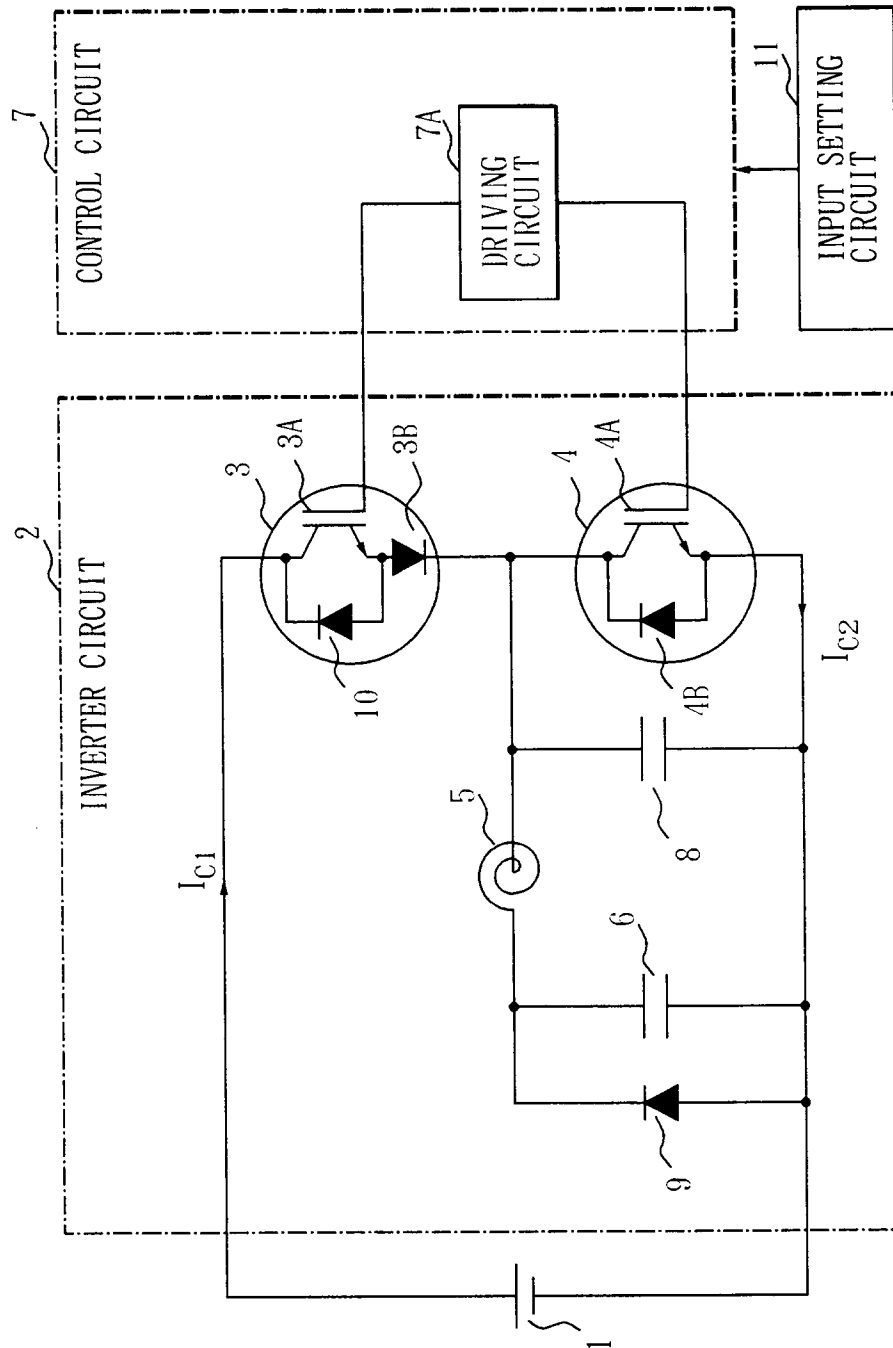 7
CONTROL CIRCUIT
7A
DRIVING
CIRCUIT
11
INPUT SETTING
CIRCUIT
2
INVERTER CIRCUIT
3
3A
3B
10
4
4A
4B
IC1
IC2
5
8
6
9
1